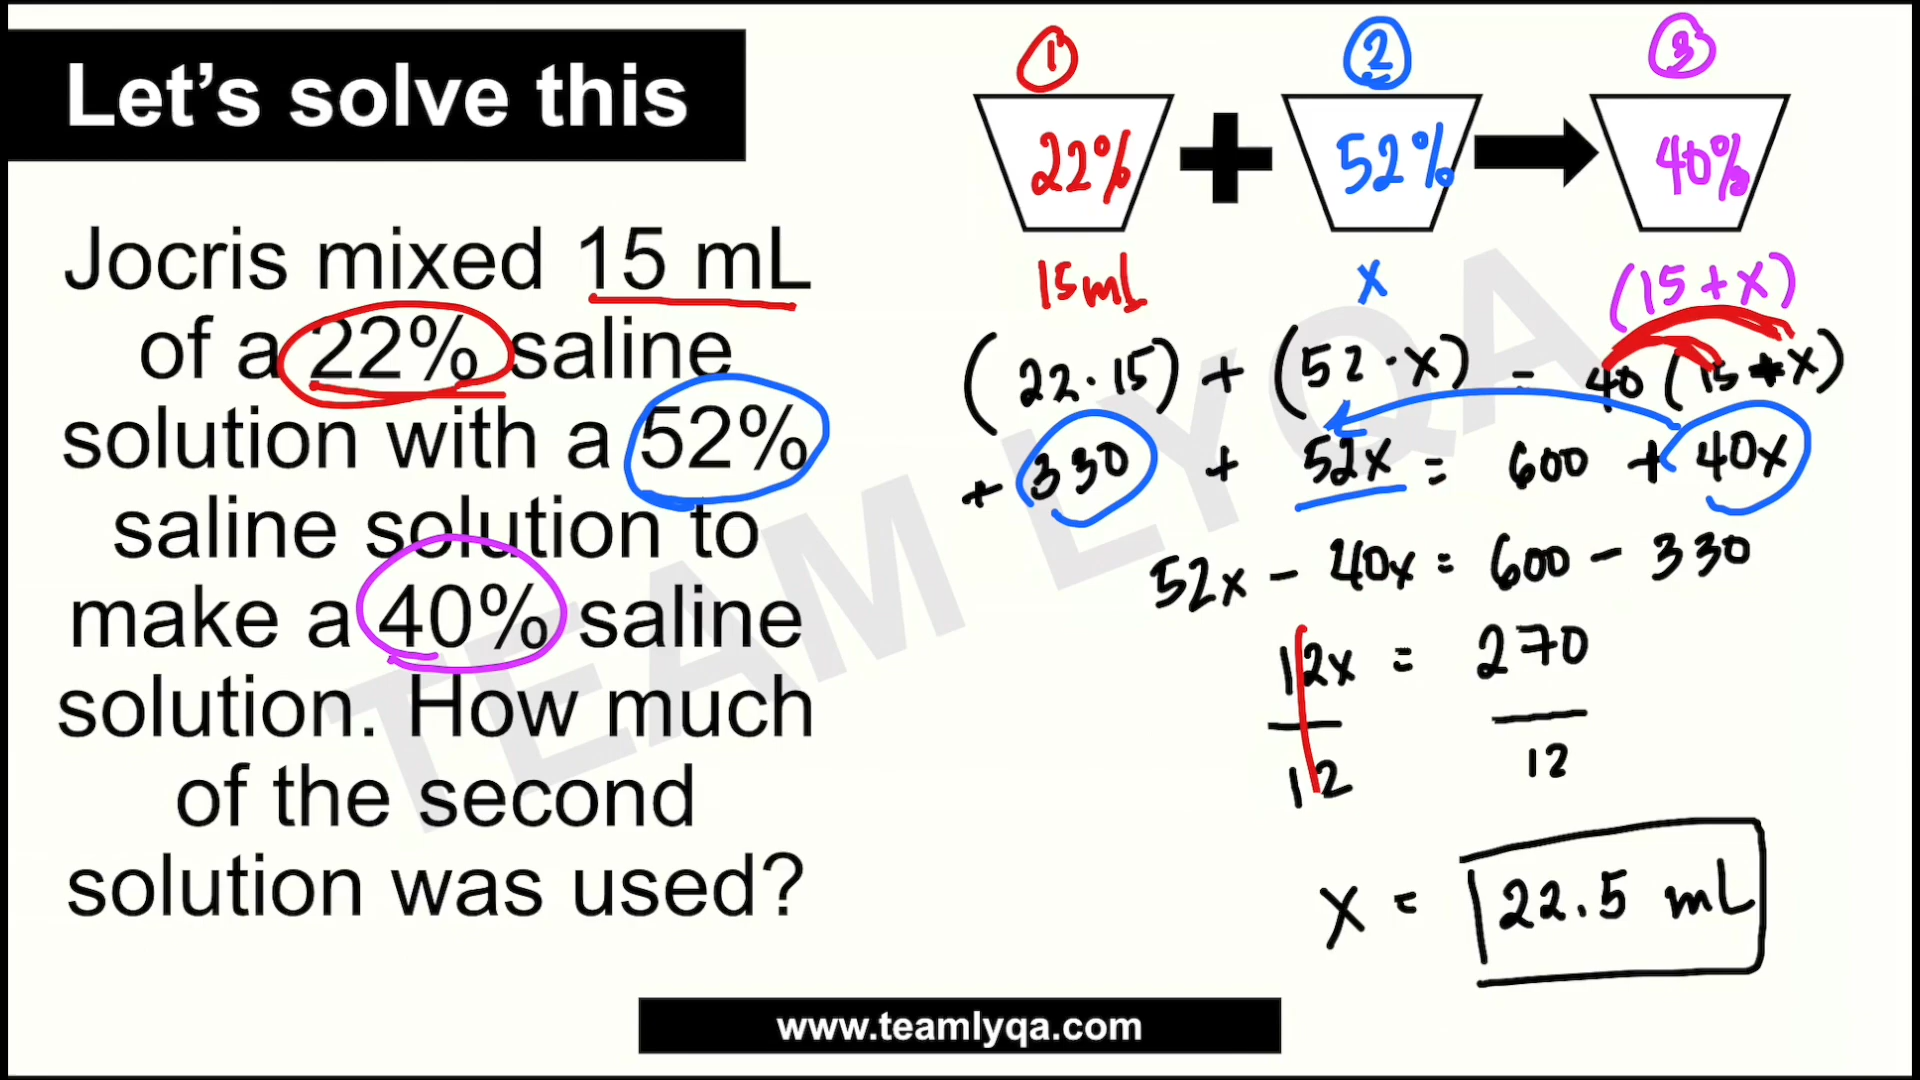 Let's solve this
Jocris mixed 15 mL
of a 22% saline
solution with a 52%
saline solution to
make a 40% saline
solution. How much
of the second
solution was used?
1 2 3
22% + 52% 40%
15mL x (15+x)
(22·15) + (52·x) = 40(15+x)
+ 330 + 52x = 600 + 40x
52x - 40x = 600 - 330
12x = 270
12 12
x = 22.5 mL
TEAM LYQA
www.teamlyqa.com